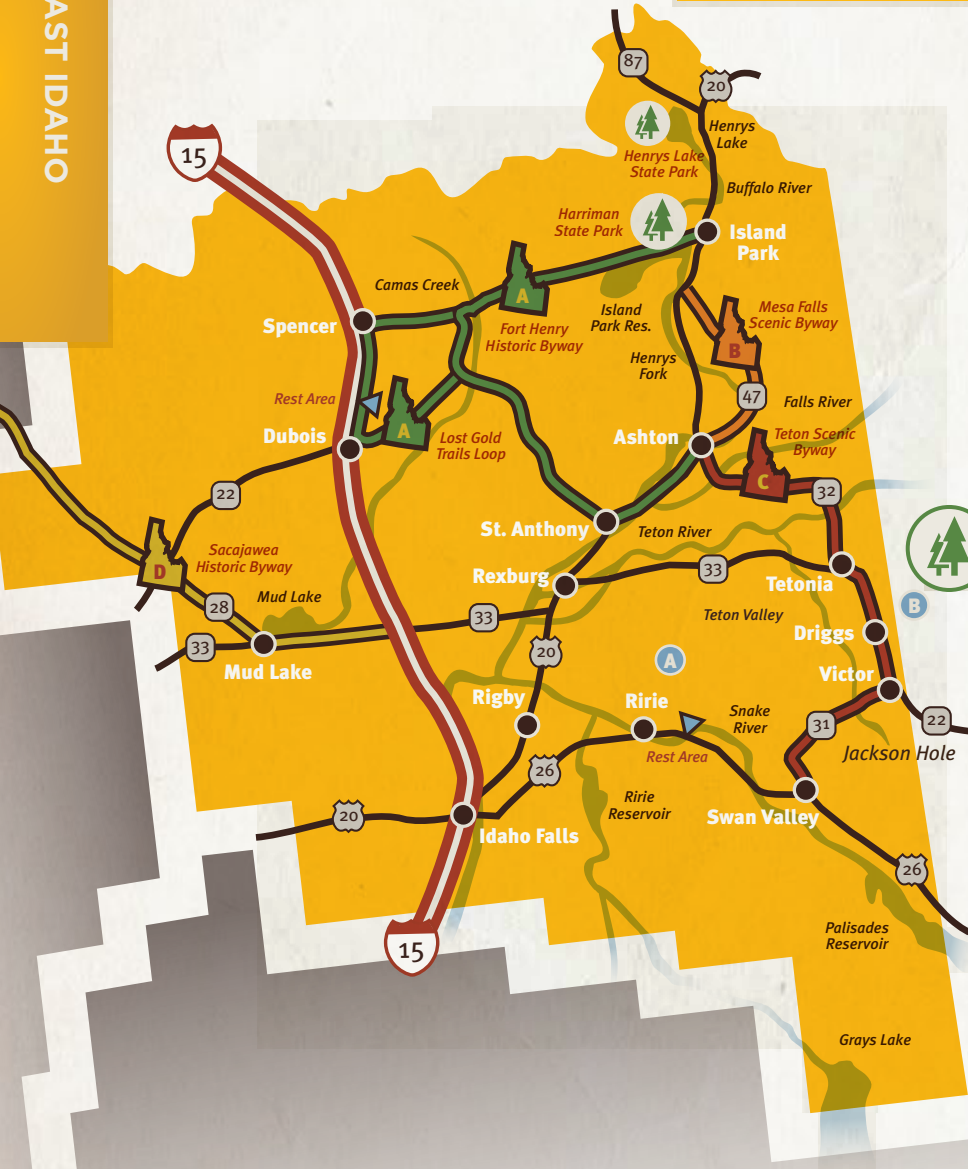 AST IDAHO
87
20
Henrys
Lake
15
Henrys Lake
State Park
Buffalo River
Harriman
State Park
Island
Park
Camas Creek
A
Island
Park Res.
Mesa Falls
Scenic Byway
Spencer
Fort Henry
Historic Byway
B
Henrys
Fork
Rest Area
47
Falls River
Dubois
A
Lost Gold
Trails Loop
Ashton
Teton Scenic
Byway
C
22
32
St. Anthony
Teton River
Sacajawea
Historic Byway
D
Rexburg
33
Tetonia
Mud Lake
28
33
Teton Valley
B
33
Driggs
Mud Lake
20
A
Victor
Rigby
Ririe
Snake
River
31
22
Rest Area
Jackson Hole
26
Ririe
Reservoir
20
Swan Valley
Idaho Falls
26
Palisades
Reservoir
15
Grays Lake